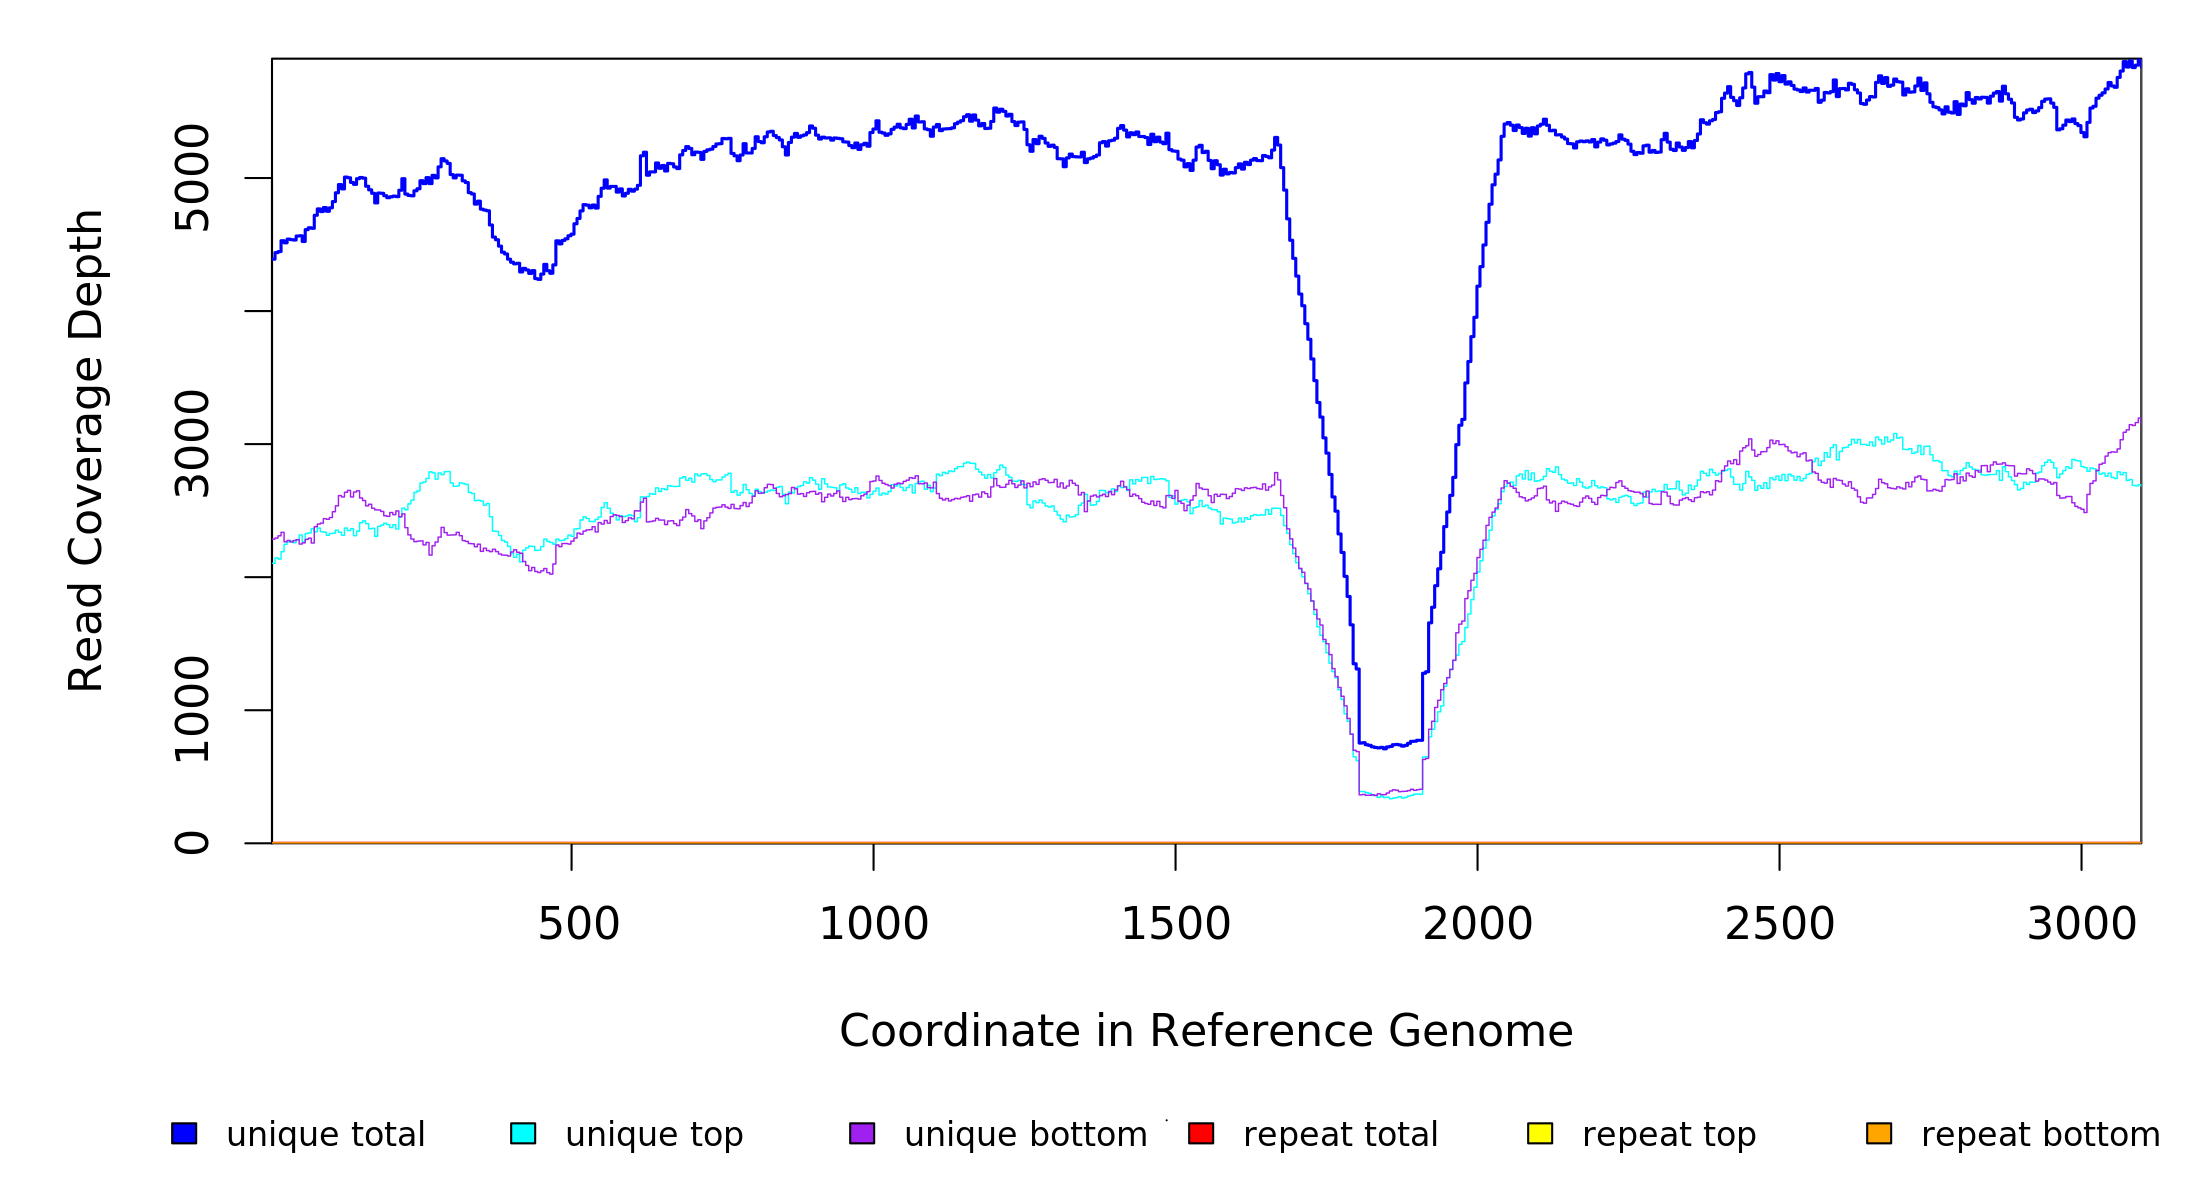 Read Coverage Depth
5000
3000
1000
0
500 1000 1500 2000 2500 3000
Coordinate in Reference Genome
unique total unique top unique bottom repeat total repeat top repeat bottom